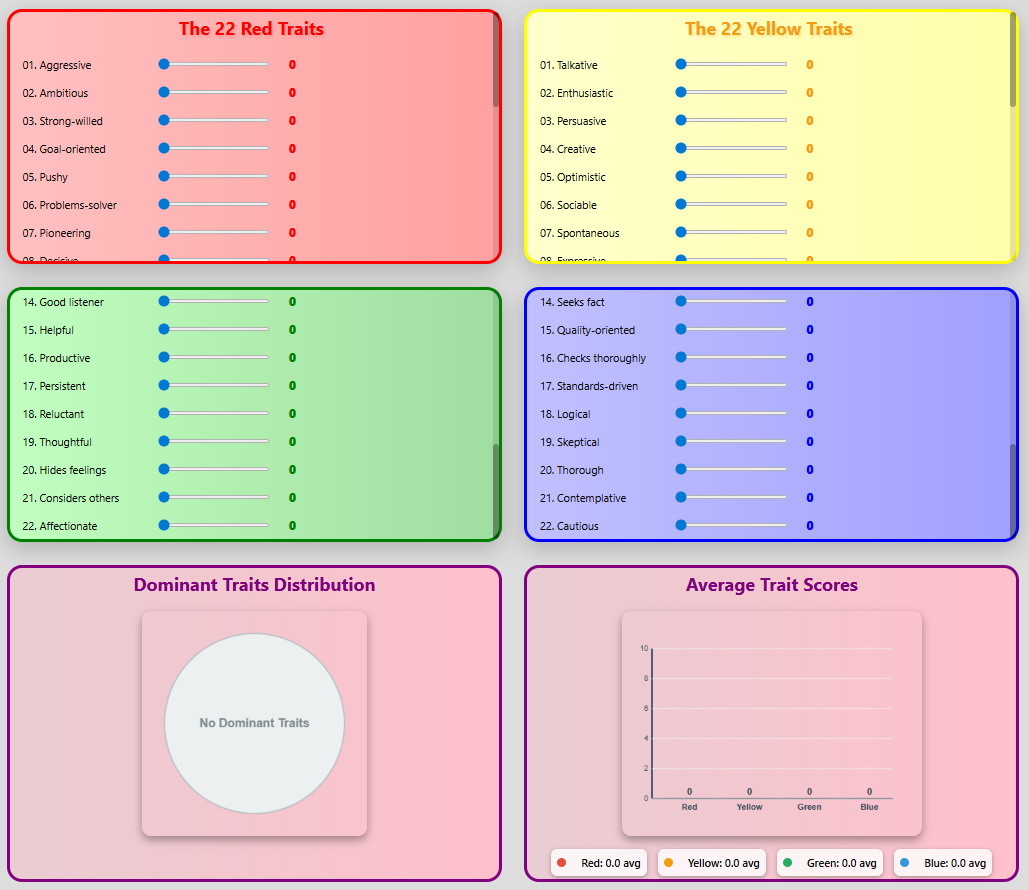 The 22 Red Traits
01. Aggressive 0
02. Ambitious 0
03. Strong-willed 0
04. Goal-oriented 0
05. Pushy 0
06. Problems-solver 0
07. Pioneering 0
08. Decisive 0
The 22 Yellow Traits
01. Talkative 0
02. Enthusiastic 0
03. Persuasive 0
04. Creative 0
05. Optimistic 0
06. Sociable 0
07. Spontaneous 0
08. Expressive 0
14. Good listener 0
15. Helpful 0
16. Productive 0
17. Persistent 0
18. Reluctant 0
19. Thoughtful 0
20. Hides feelings 0
21. Considers others 0
22. Affectionate 0
14. Seeks fact 0
15. Quality-oriented 0
16. Checks thoroughly 0
17. Standards-driven 0
18. Logical 0
19. Skeptical 0
20. Thorough 0
21. Contemplative 0
22. Cautious 0
Dominant Traits Distribution
No Dominant Traits
Average Trait Scores
10
8
6
4
2
0
0 0 0 0
Red Yellow Green Blue
Red: 0.0 avg Yellow: 0.0 avg Green: 0.0 avg Blue: 0.0 avg